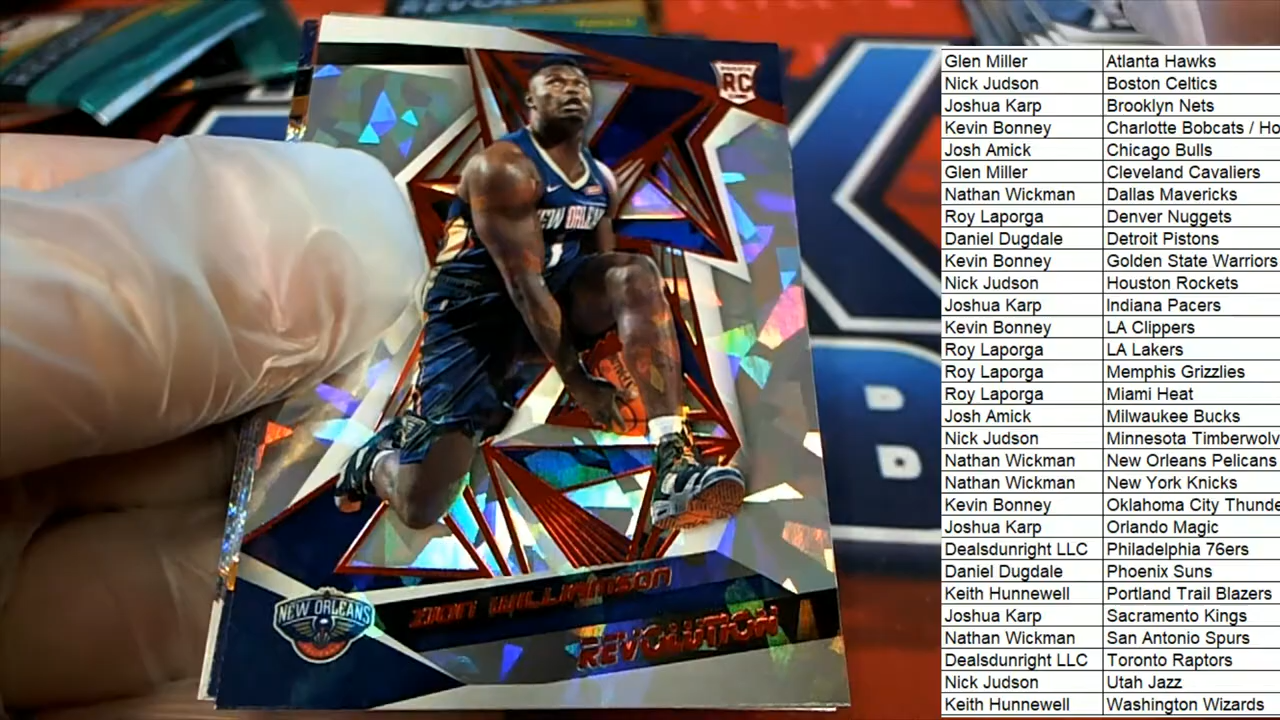 REVOLUTION
ROOKIE
RC
NEW ORLEANS
1
NEW ORLEANS
ZION WILLIAMSON
REVOLUTION
B
Glen Miller Atlanta Hawks
Nick Judson Boston Celtics
Joshua Karp Brooklyn Nets
Kevin Bonney Charlotte Bobcats / Ho
Josh Amick Chicago Bulls
Glen Miller Cleveland Cavaliers
Nathan Wickman Dallas Mavericks
Roy Laporga Denver Nuggets
Daniel Dugdale Detroit Pistons
Kevin Bonney Golden State Warriors
Nick Judson Houston Rockets
Joshua Karp Indiana Pacers
Kevin Bonney LA Clippers
Roy Laporga LA Lakers
Roy Laporga Memphis Grizzlies
Roy Laporga Miami Heat
Josh Amick Milwaukee Bucks
Nick Judson Minnesota Timberwolv
Nathan Wickman New Orleans Pelicans
Nathan Wickman New York Knicks
Kevin Bonney Oklahoma City Thunde
Joshua Karp Orlando Magic
Dealsdunright LLC Philadelphia 76ers
Daniel Dugdale Phoenix Suns
Keith Hunnewell Portland Trail Blazers
Joshua Karp Sacramento Kings
Nathan Wickman San Antonio Spurs
Dealsdunright LLC Toronto Raptors
Nick Judson Utah Jazz
Keith Hunnewell Washington Wizards